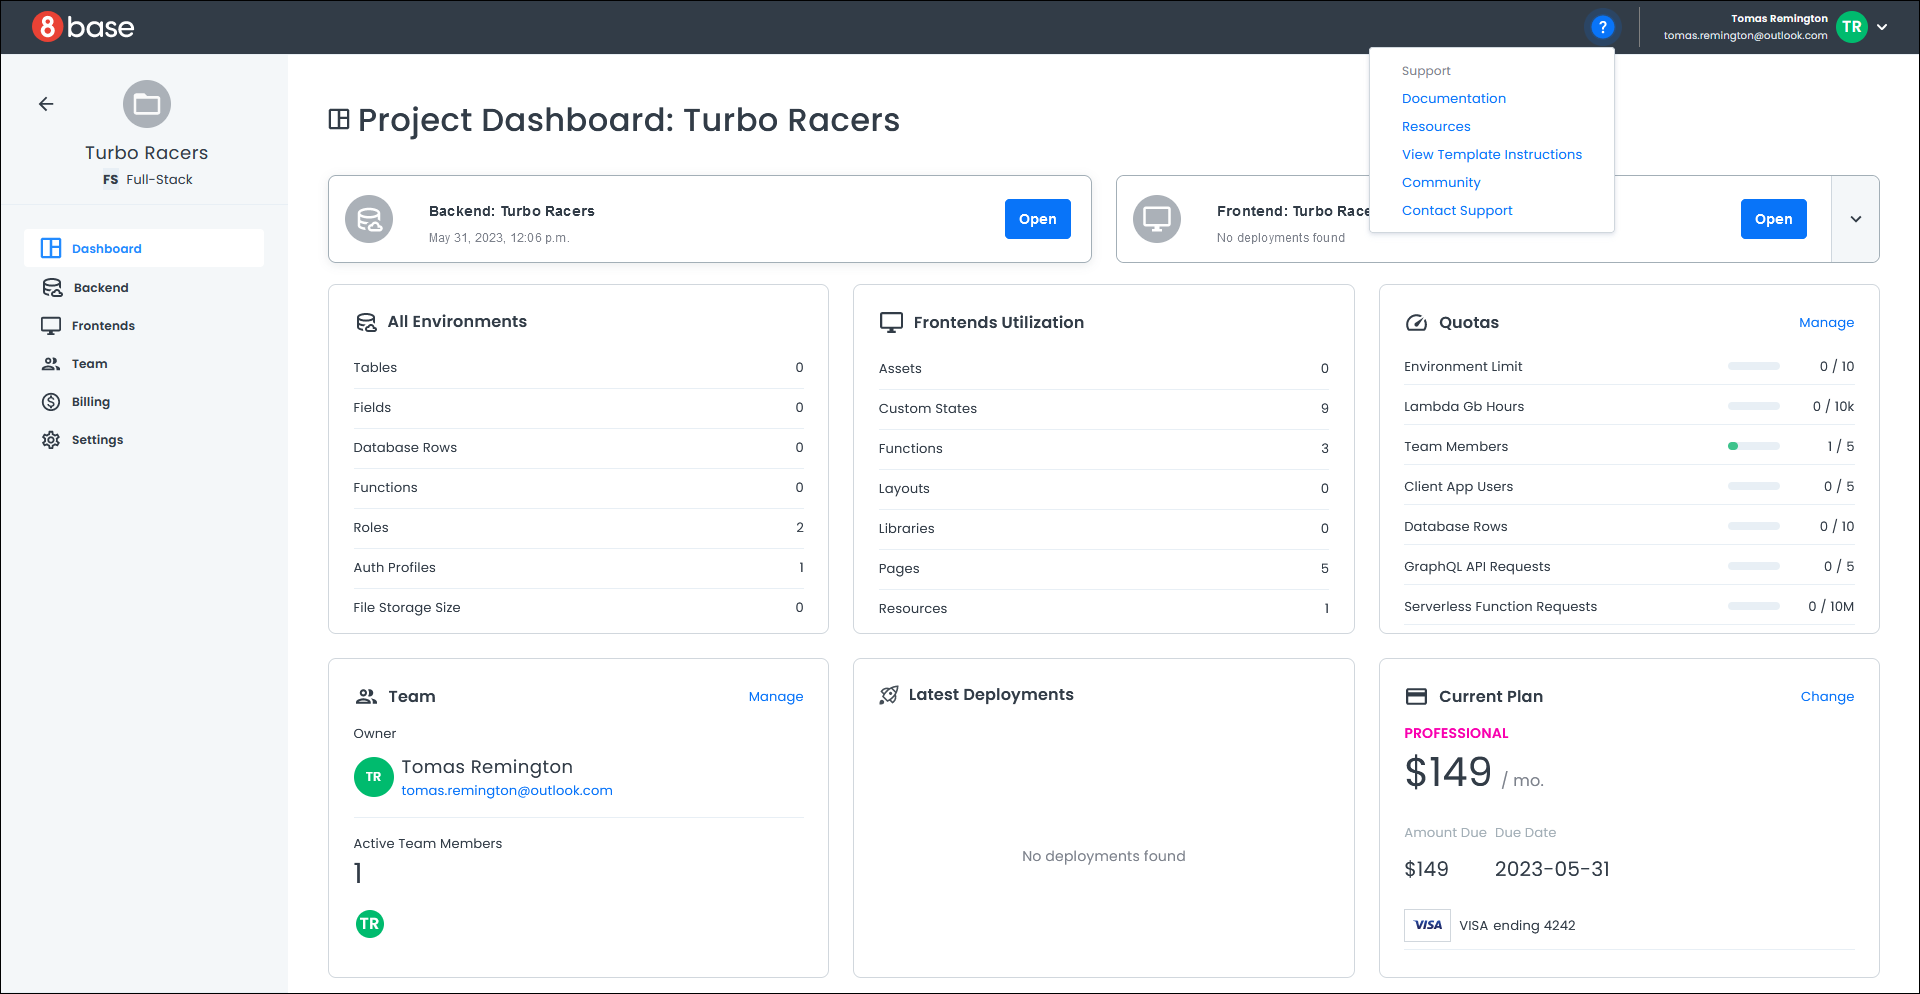 8base
?
Tomas Remington
tomas.remington@outlook.com
TR
Support
Documentation
Resources
View Template Instructions
Community
Contact Support
Turbo Racers
FS Full-Stack
Dashboard
Backend
Frontends
Team
Billing
Settings
Project Dashboard: Turbo Racers
Backend: Turbo Racers
May 31, 2023, 12:06 p.m.
Open
Frontend: Turbo Race
No deployments found
Open
All Environments
Tables 0
Fields 0
Database Rows 0
Functions 0
Roles 2
Auth Profiles 1
File Storage Size 0
Frontends Utilization
Assets 0
Custom States 9
Functions 3
Layouts 0
Libraries 0
Pages 5
Resources 1
Quotas Manage
Environment Limit 0 / 10
Lambda Gb Hours 0 / 10k
Team Members 1 / 5
Client App Users 0 / 5
Database Rows 0 / 10
GraphQL API Requests 0 / 5
Serverless Function Requests 0 / 10M
Team Manage
Owner
TR
Tomas Remington
tomas.remington@outlook.com
Active Team Members
1
TR
Latest Deployments
No deployments found
Current Plan Change
PROFESSIONAL
$149 / mo.
Amount Due Due Date
$149 2023-05-31
VISA VISA ending 4242